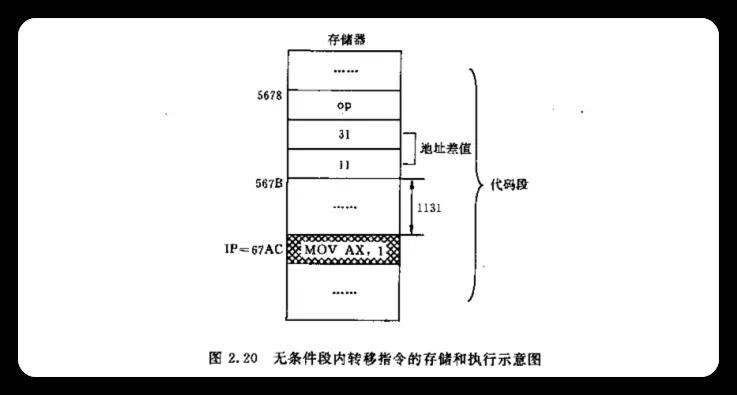 存储器
……
5678
op
31
11
地址差值
567B
……
1131
代码段
IP=67AC
MOV AX, 1
……
图 2.20 无条件段内转移指令的存储和执行示意图